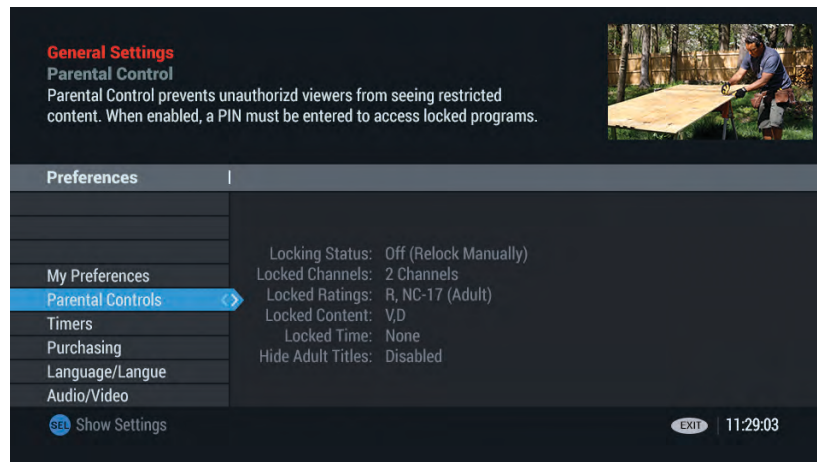 General Settings
Parental Control
Parental Control prevents unauthorizd viewers from seeing restricted
content. When enabled, a PIN must be entered to access locked programs.
Preferences
My Preferences
Parental Controls
Timers
Purchasing
Language/Langue
Audio/Video
Locking Status: Off (Relock Manually)
Locked Channels: 2 Channels
Locked Ratings: R, NC-17 (Adult)
Locked Content: V,D
Locked Time: None
Hide Adult Titles: Disabled
SEL Show Settings
EXIT 11:29:03